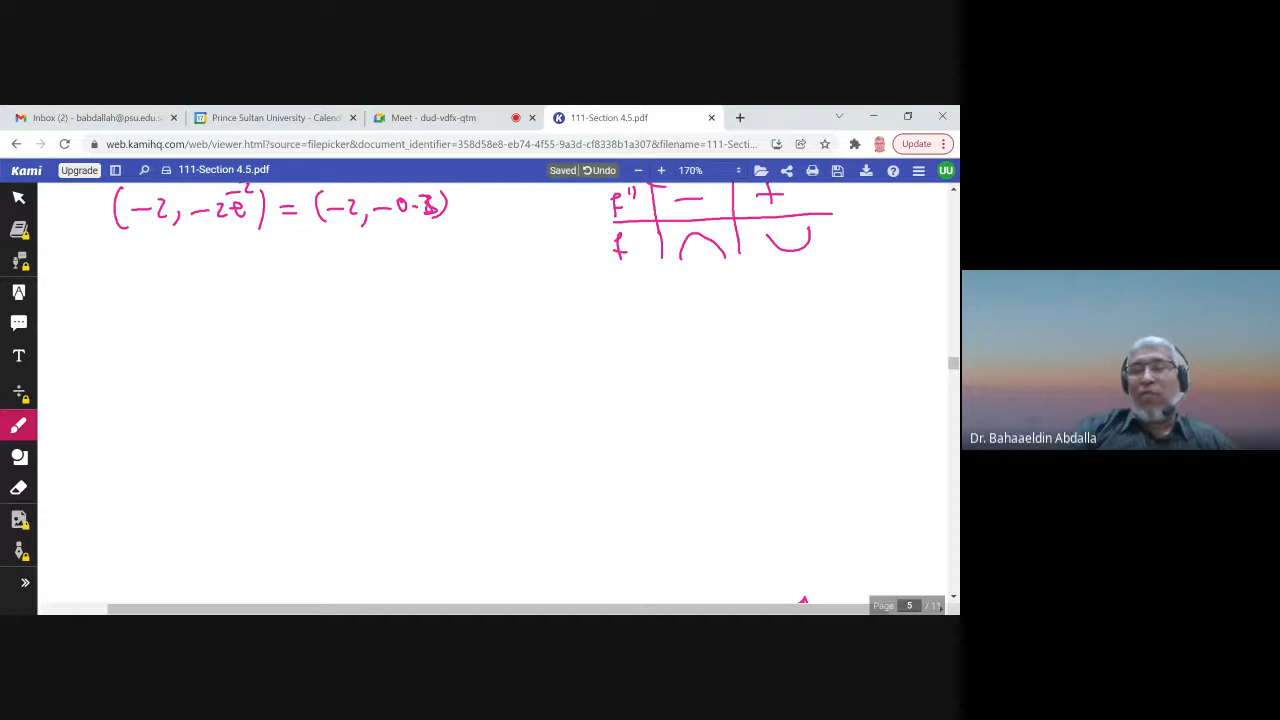 Inbox (2) - babdallah@psu.edu.s
Prince Sultan University - Calend
Meet - dud-vdfx-qtm
111-Section 4.5.pdf
web.kamihq.com/web/viewer.html?source=filepicker&document_identifier=358d58e8-eb74-4f55-9a3d-cf8338b1a307&filename=111-Secti...
Update
Kami
Upgrade
111-Section 4.5.pdf
Saved
Undo
170%
UU
(-2, -2e^-2) = (-2, -0.3)
f'' − +
f
Dr. Bahaaeldin Abdalla
Page 5 / 11